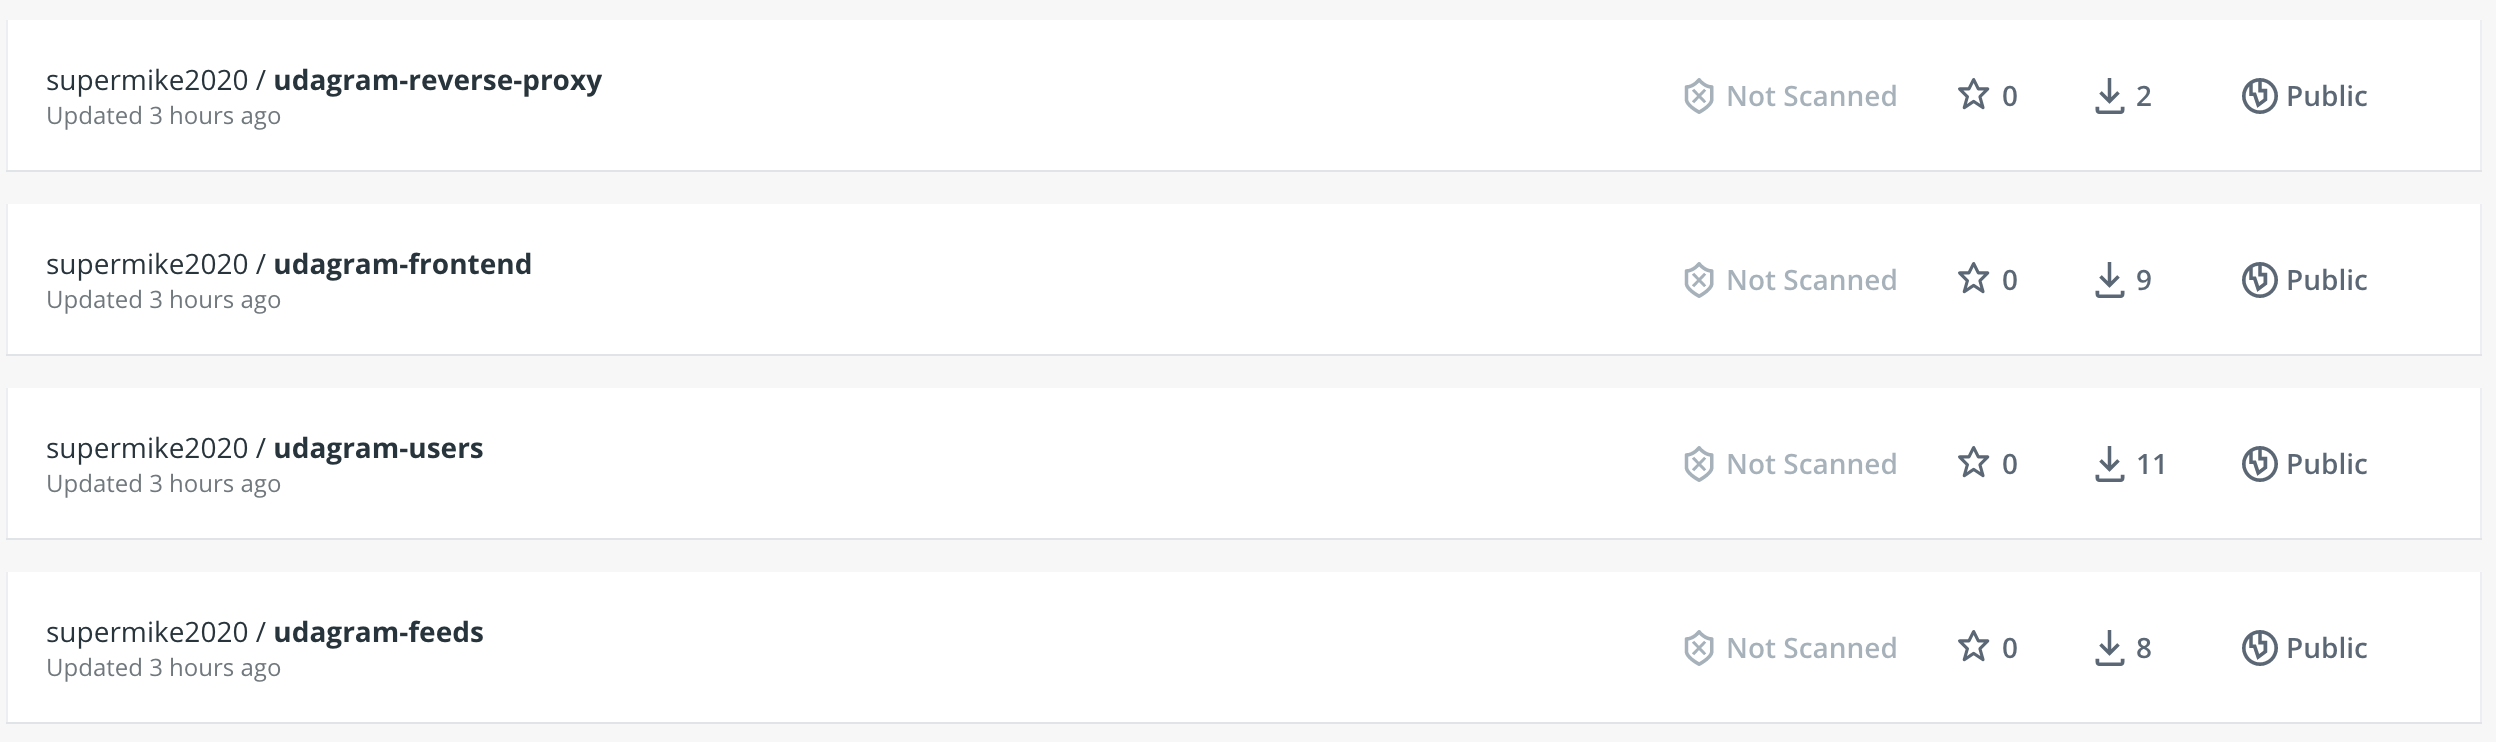 supermike2020 / udagram-reverse-proxy
Updated 3 hours ago
Not Scanned 0 2 Public
supermike2020 / udagram-frontend
Updated 3 hours ago
Not Scanned 0 9 Public
supermike2020 / udagram-users
Updated 3 hours ago
Not Scanned 0 11 Public
supermike2020 / udagram-feeds
Updated 3 hours ago
Not Scanned 0 8 Public